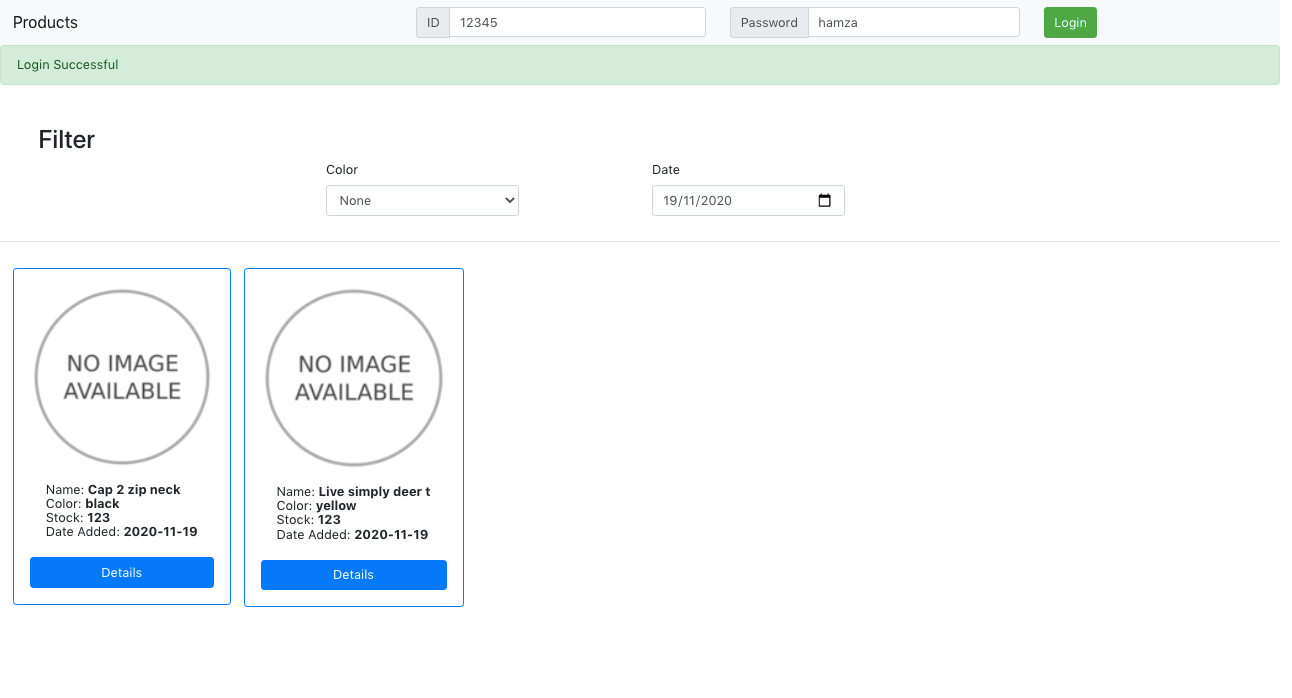 Products ID 12345 Password hamza Login
Login Successful
Filter
Color Date
None 19/11/2020
NO IMAGE
AVAILABLE
Name: Cap 2 zip neck
Color: black
Stock: 123
Date Added: 2020-11-19
Details
NO IMAGE
AVAILABLE
Name: Live simply deer t
Color: yellow
Stock: 123
Date Added: 2020-11-19
Details